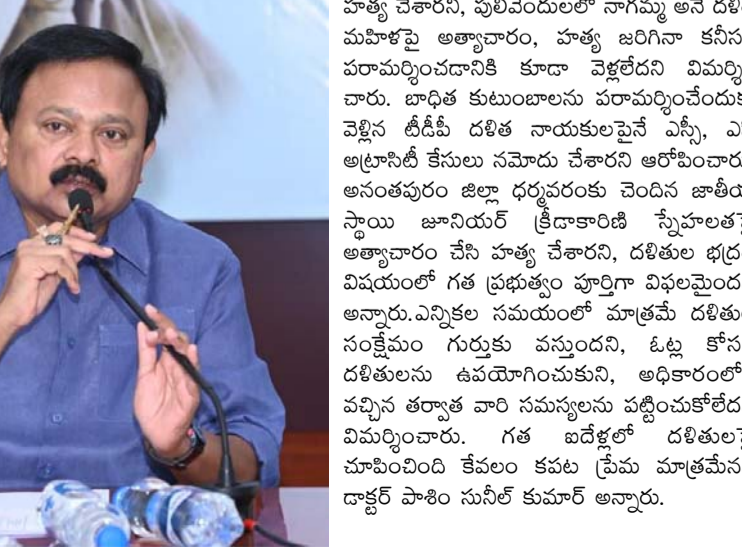 హత్య చేశారని, పులివెందులలో నాగమ్మ అనే
మహిళపై అత్యాచారం, హత్య జరిగినా కనీస
పరామర్శించడానికి కూడా వెళ్లలేదని విమర్శి
చారు. బాధిత కుటుంబాలను పరామర్శించేందుక
వెళ్లిన టీడీపీ దళిత నాయకులపైనే ఎస్సీ,
అట్రాసిటీ కేసులు నమోదు చేశారని ఆరోపించారు
అనంతపురం జిల్లా ధర్మవరంకు చెందిన జాతీయ
స్థాయి జూనియర్ క్రీడాకారిణి స్నేహలత
అత్యాచారం చేసి హత్య చేశారని, దళితుల భద్ర
విషయంలో గత ప్రభుత్వం పూర్తిగా విఫలమైంద
అన్నారు.ఎన్నికల సమయంలో మాత్రమే దళితు
సంక్షేమం గుర్తుకు వస్తుందని, ఓట్ల కోస
దళితులను ఉపయోగించుకుని, అధికారంలో
వచ్చిన తర్వాత వారి సమస్యలను పట్టించుకోలేద
విమర్శించారు. గత ఐదేళ్లలో దళితుల
చూపించింది కేవలం కపట ప్రేమ మాత్రమేన
డాక్టర్ పాశిం సునీల్ కుమార్ అన్నారు.